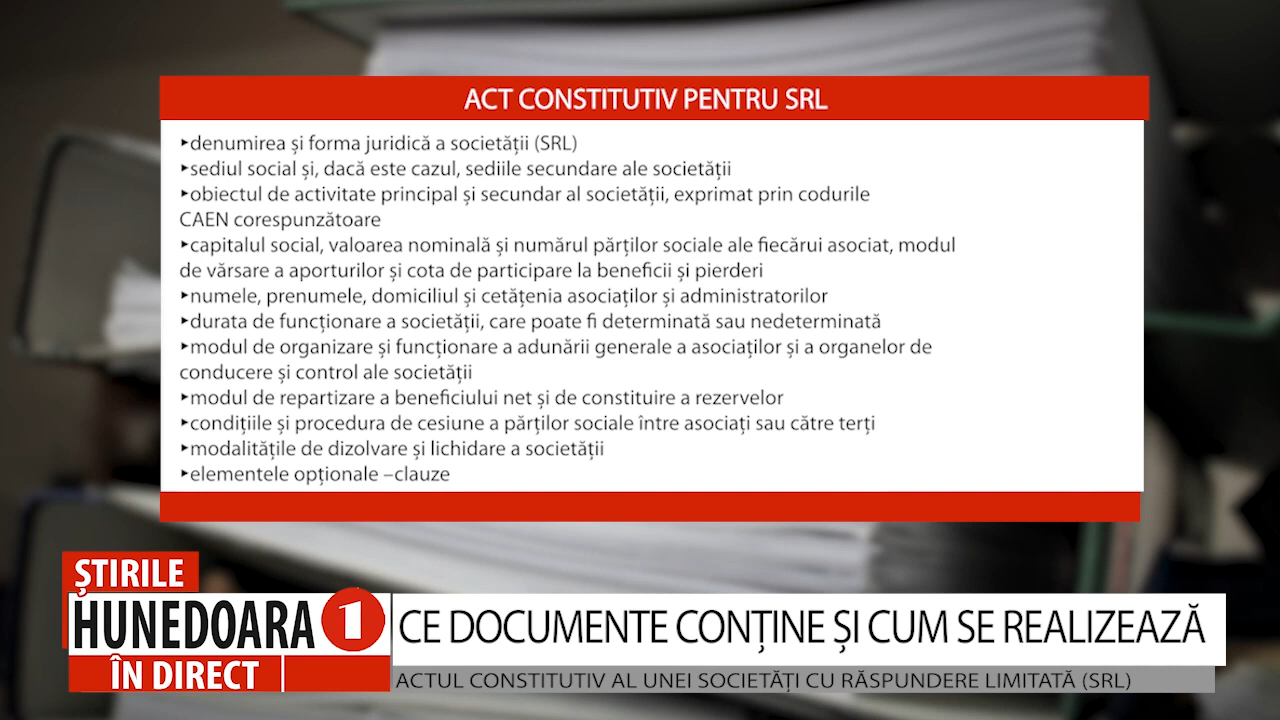 ACT CONSTITUTIV PENTRU SRL
‣denumirea și forma juridică a societății (SRL)
‣sediul social și, dacă este cazul, sediile secundare ale societății
‣obiectul de activitate principal și secundar al societății, exprimat prin codurile
CAEN corespunzătoare
‣capitalul social, valoarea nominală și numărul părților sociale ale fiecărui asociat, modul
de vărsare a aporturilor și cota de participare la beneficii și pierderi
‣numele, prenumele, domiciliul și cetățenia asociaților și administratorilor
‣durata de funcționare a societății, care poate fi determinată sau nedeterminată
‣modul de organizare și funcționare a adunării generale a asociaților și a organelor de
conducere și control ale societății
‣modul de repartizare a beneficiului net și de constituire a rezervelor
‣condițiile și procedura de cesiune a părților sociale între asociați sau către terți
‣modalitățile de dizolvare și lichidare a societății
‣elementele opționale –clauze
ȘTIRILE
HUNEDOARA 1
ÎN DIRECT
CE DOCUMENTE CONȚINE ȘI CUM SE REALIZEAZĂ
ACTUL CONSTITUTIV AL UNEI SOCIETĂȚI CU RĂSPUNDERE LIMITATĂ (SRL)